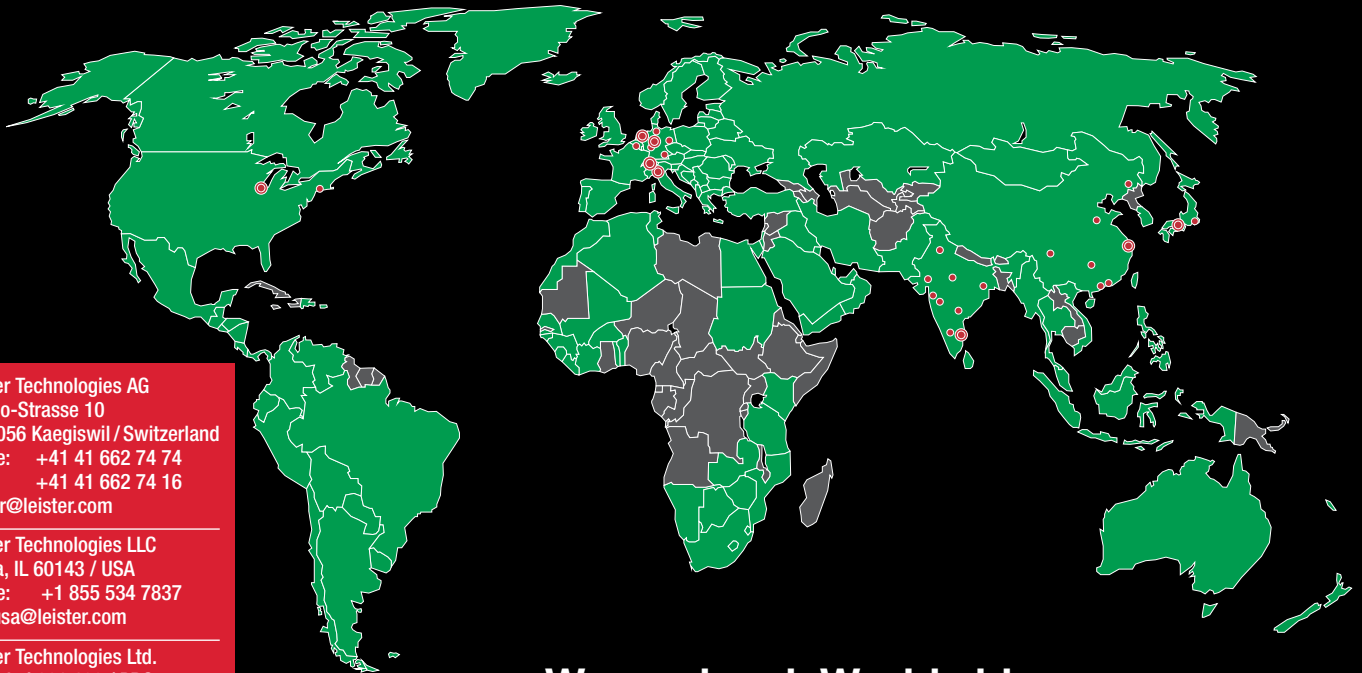 er Technologies AG
o-Strasse 10
056 Kaegiswil / Switzerland
e: +41 41 662 74 74
+41 41 662 74 16
r@leister.com
er Technologies LLC
a, IL 60143 / USA
e: +1 855 534 7837
usa@leister.com
er Technologies Ltd.